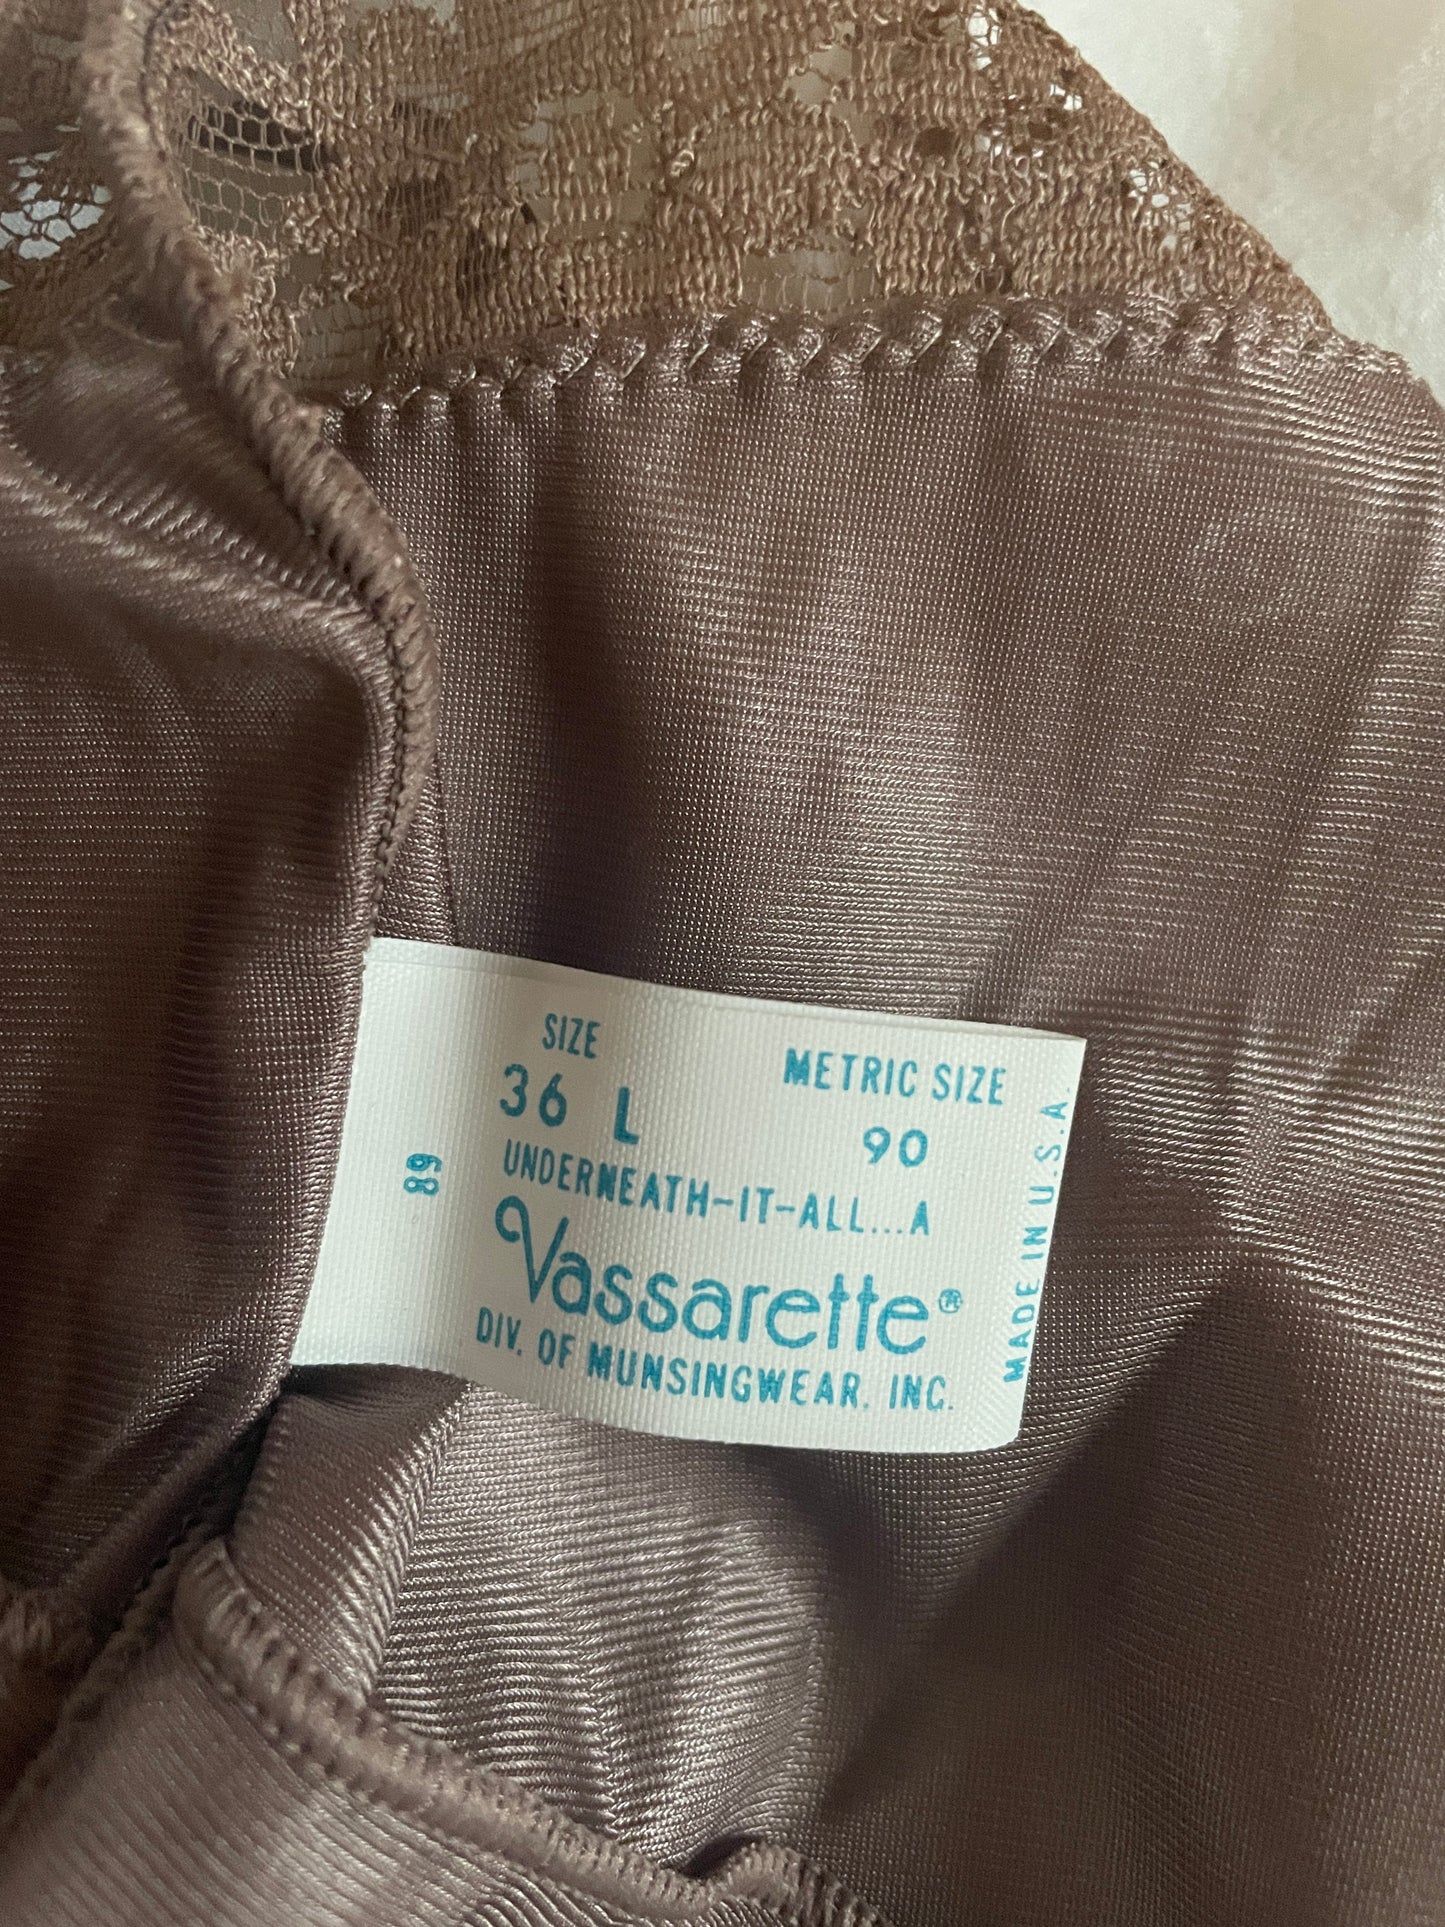 SIZE
36 L
METRIC SIZE
90
UNDERNEATH-IT-ALL...A
Vassarette®
DIV. OF MUNSINGWEAR, INC.
MADE IN U.S.A.
89